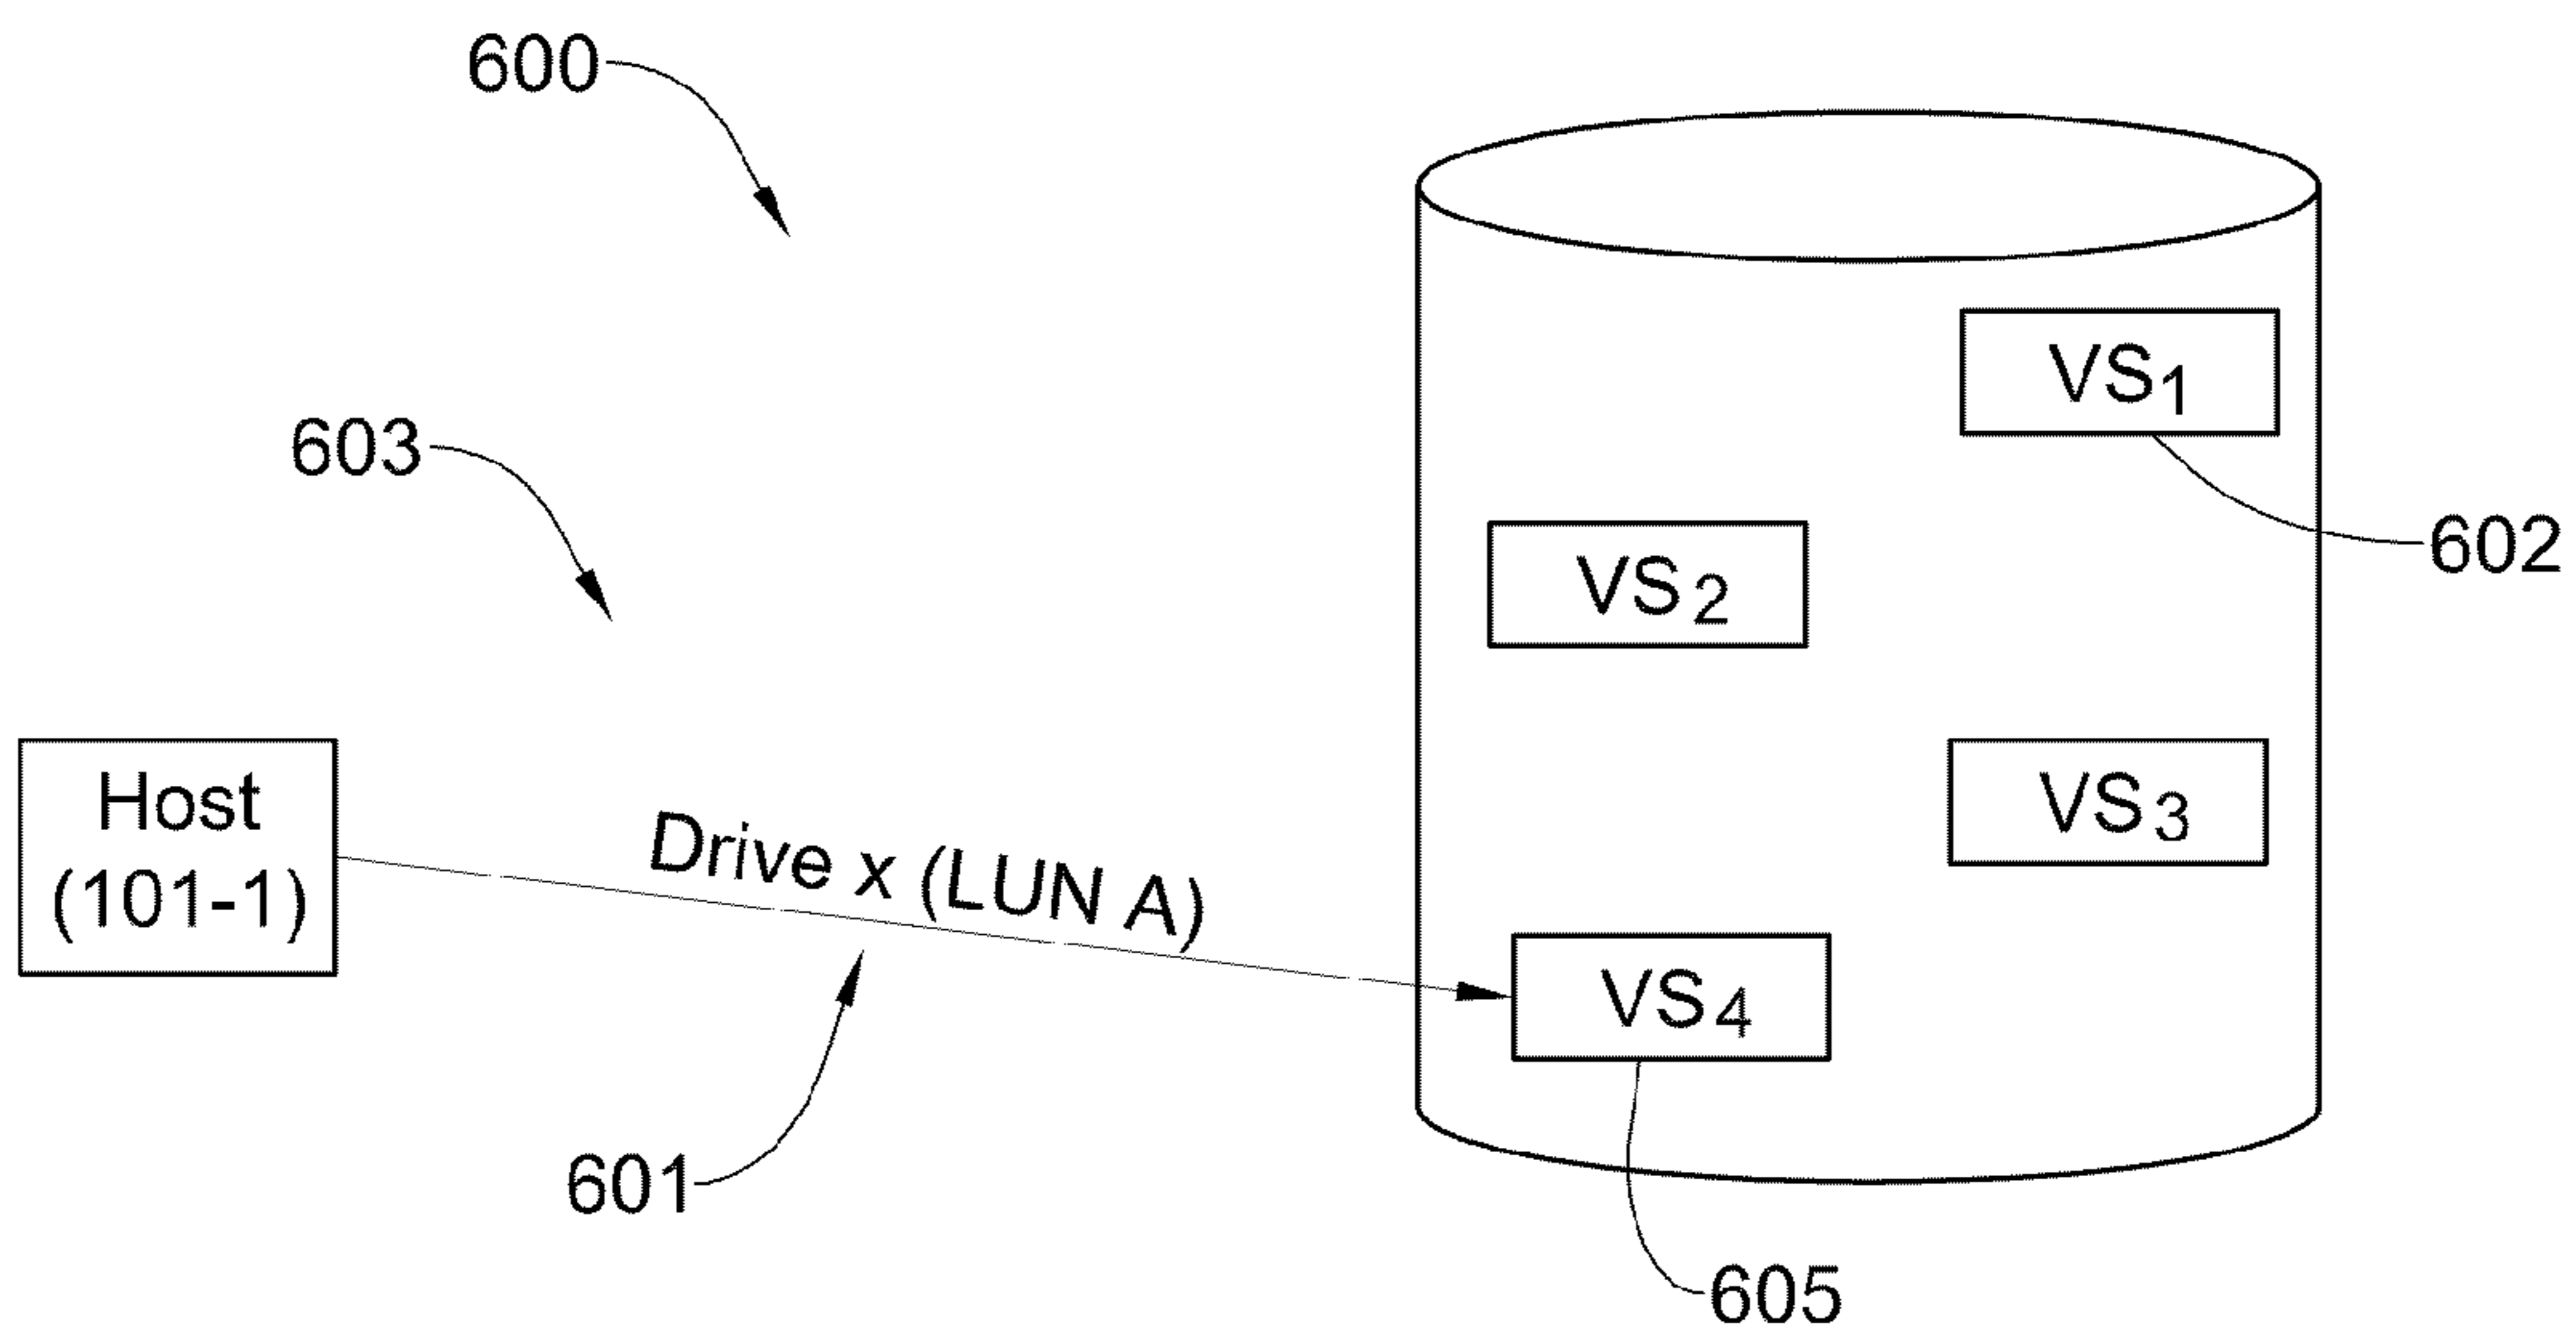 600
VS1
603
602
VS2
Host
(101-1)
Drive x (LUN A)
VS3
VS4
601
605